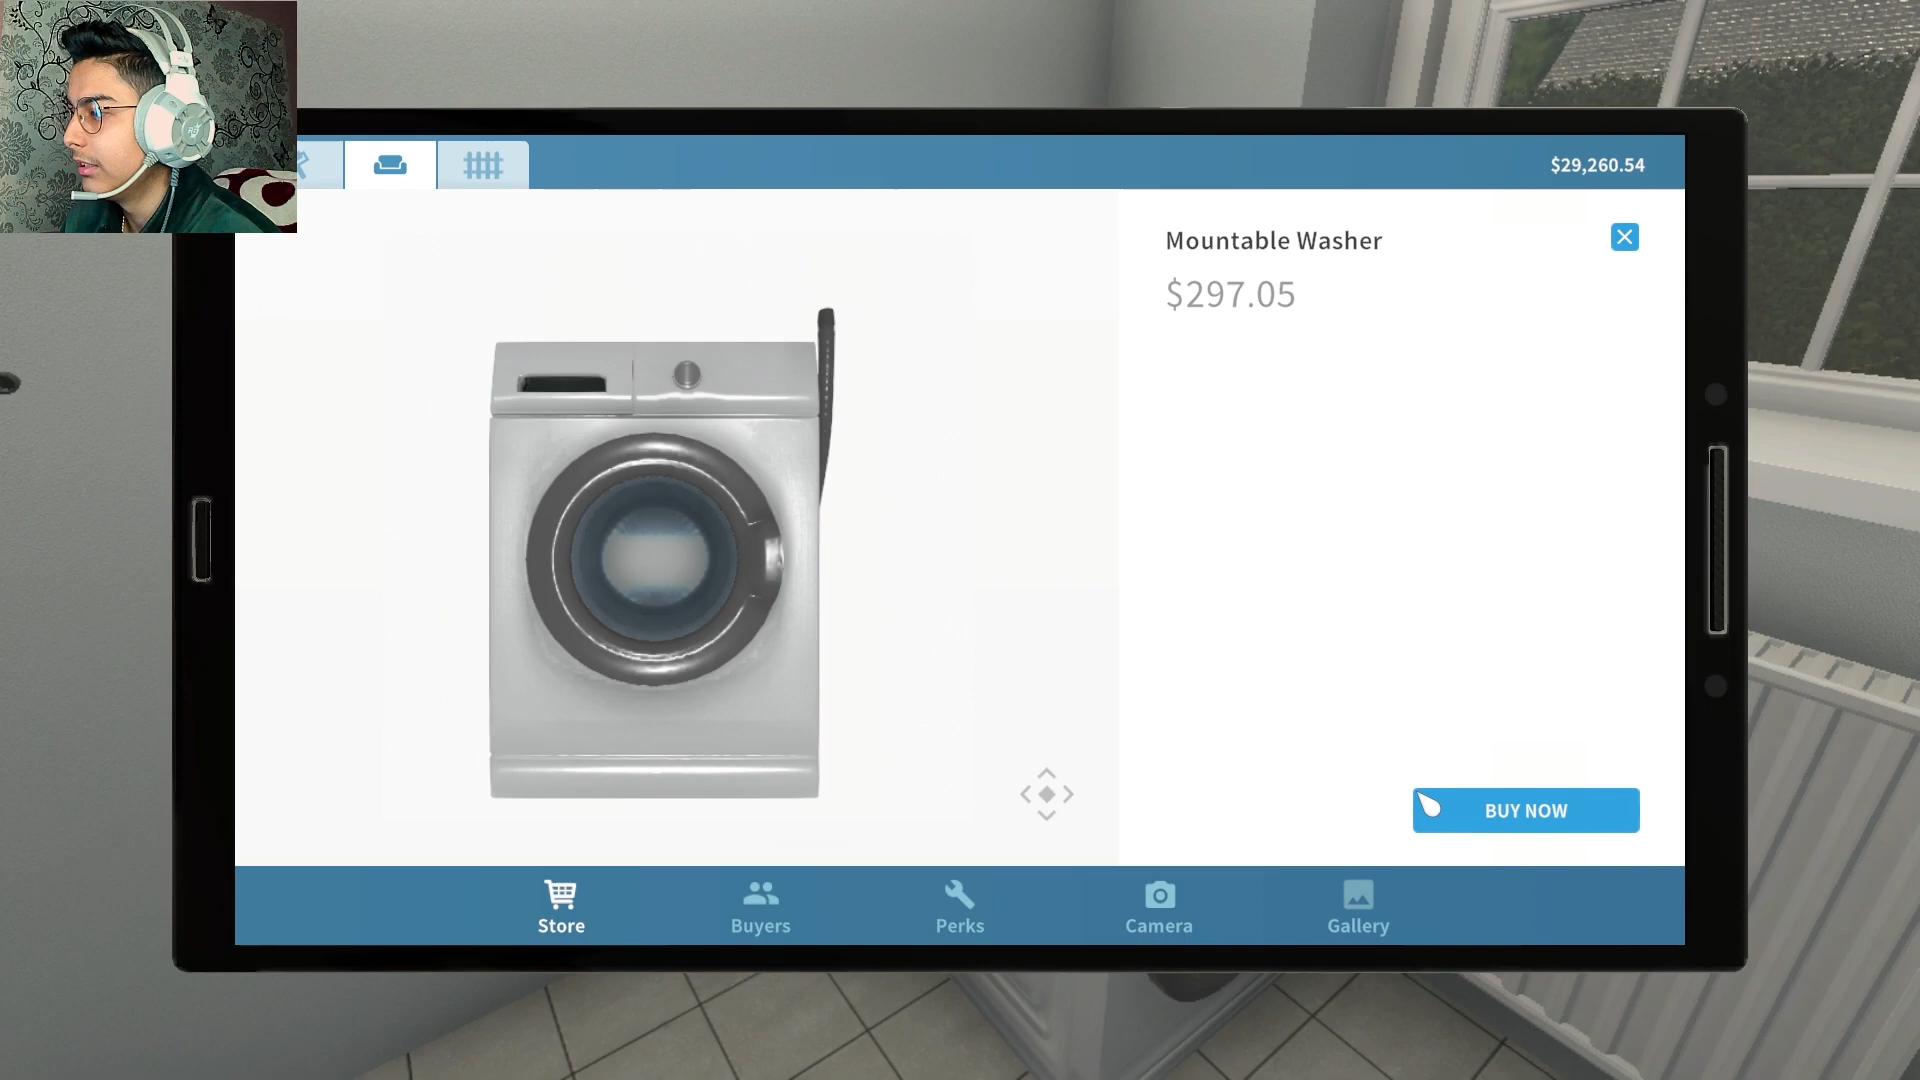 $29,260.54
Mountable Washer
$297.05
BUY NOW
Store
Buyers
Perks
Camera
Gallery